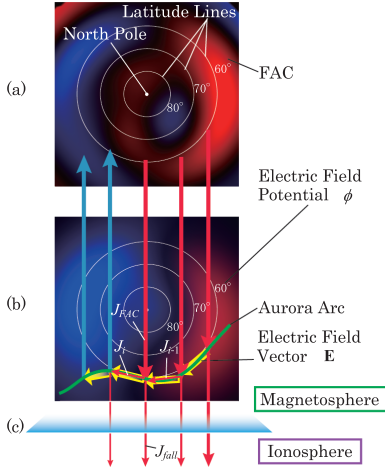 Latitude Lines
North Pole
60°
FAC
70°
(a)
80°
Electric Field
Potential ϕ
60°
(b)
70°
Aurora Arc
J_FAC
80°
Electric Field
Vector E
J_i
J_i-1
Magnetosphere
(c)
J_fall
Ionosphere